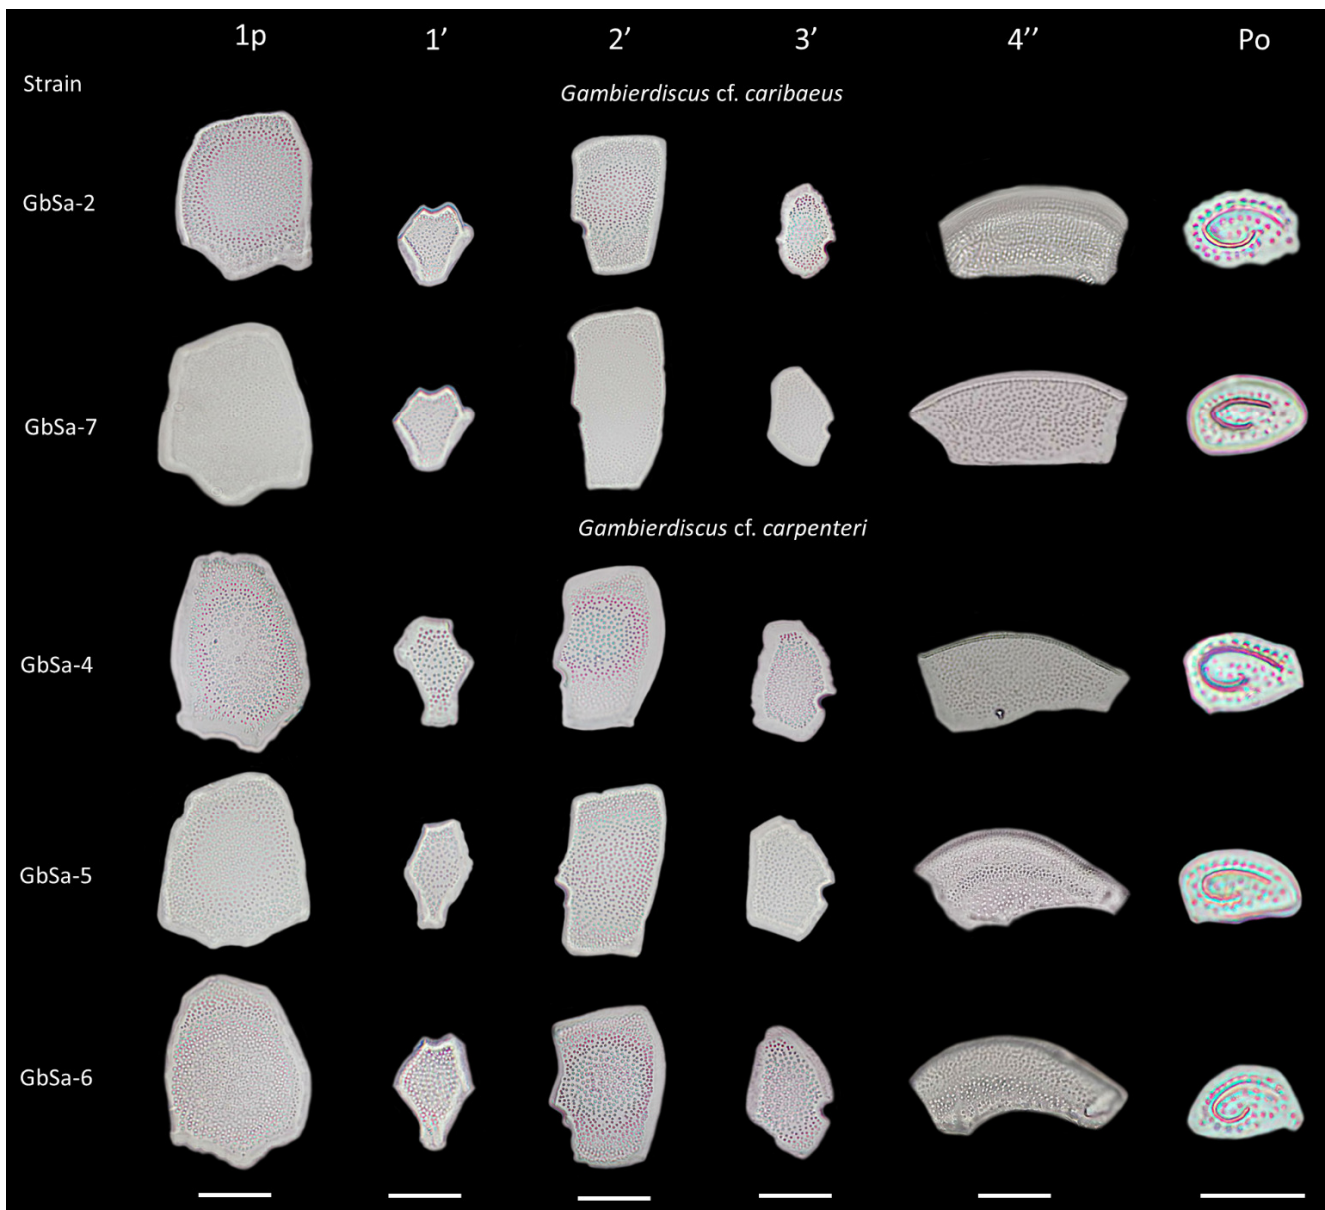 1p 1’ 2’ 3’ 4’’ Po
Strain
Gambierdiscus cf. caribaeus
GbSa-2
GbSa-7
Gambierdiscus cf. carpenteri
GbSa-4
GbSa-5
GbSa-6